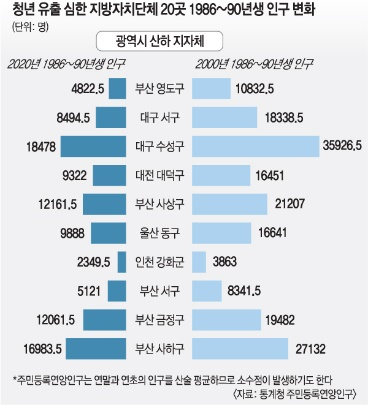 청년 유출 심한 지방자치단체 20곳 1986~90년생 인구 변화
(단위: 명)
광역시 산하 지자체
2020년 1986~90년생 인구 2000년 1986~90년생 인구
4822.5 부산 영도구 10832.5
8494.5 대구 서구 18338.5
18478 대구 수성구 35926.5
9322 대전 대덕구 16451
12161.5 부산 사상구 21207
9888 울산 동구 16641
2349.5 인천 강화군 3863
5121 부산 서구 8341.5
12061.5 부산 금정구 19482
16983.5 부산 사하구 27132
*주민등록연앙인구는 연말과 연초의 인구를 산술 평균하므로 소수점이 발생하기도 한다
〈자료: 통계청 주민등록연앙인구〉